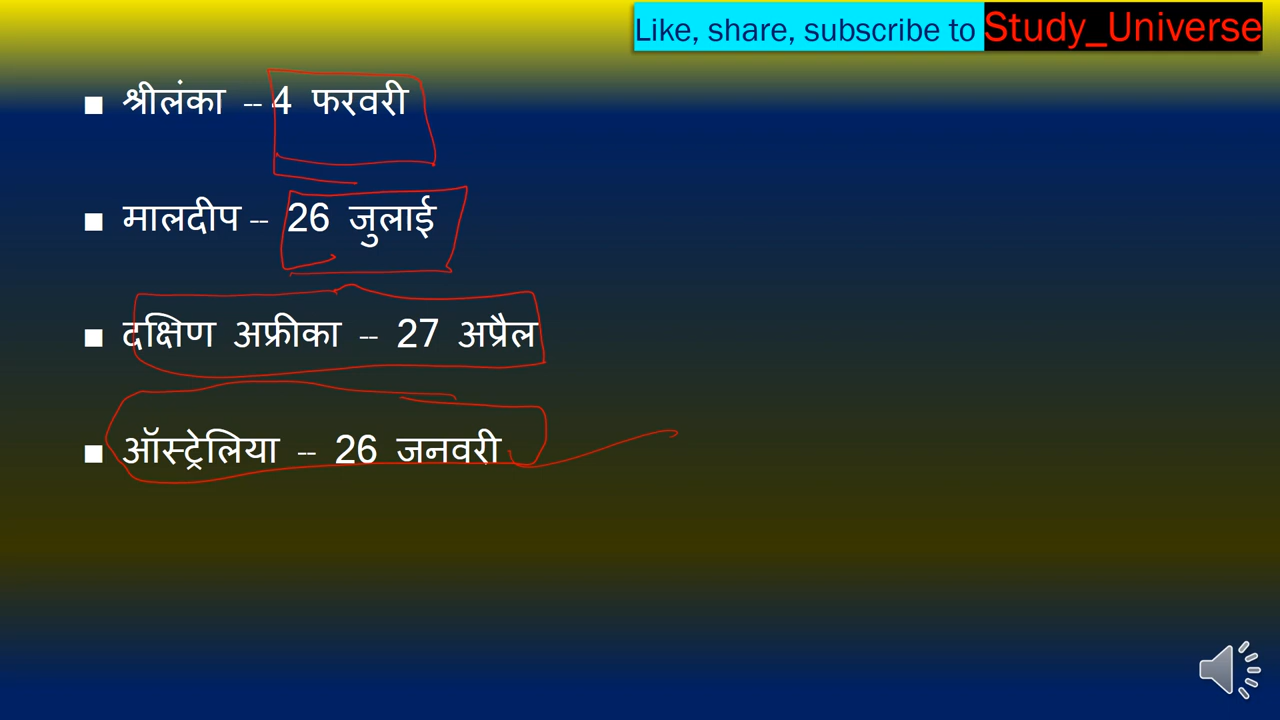 Like, share, subscribe to Study_Universe
श्रीलंका -- 4 फरवरी
मालदीप -- 26 जुलाई
दक्षिण अफ्रीका -- 27 अप्रैल
ऑस्ट्रेलिया -- 26 जनवरी